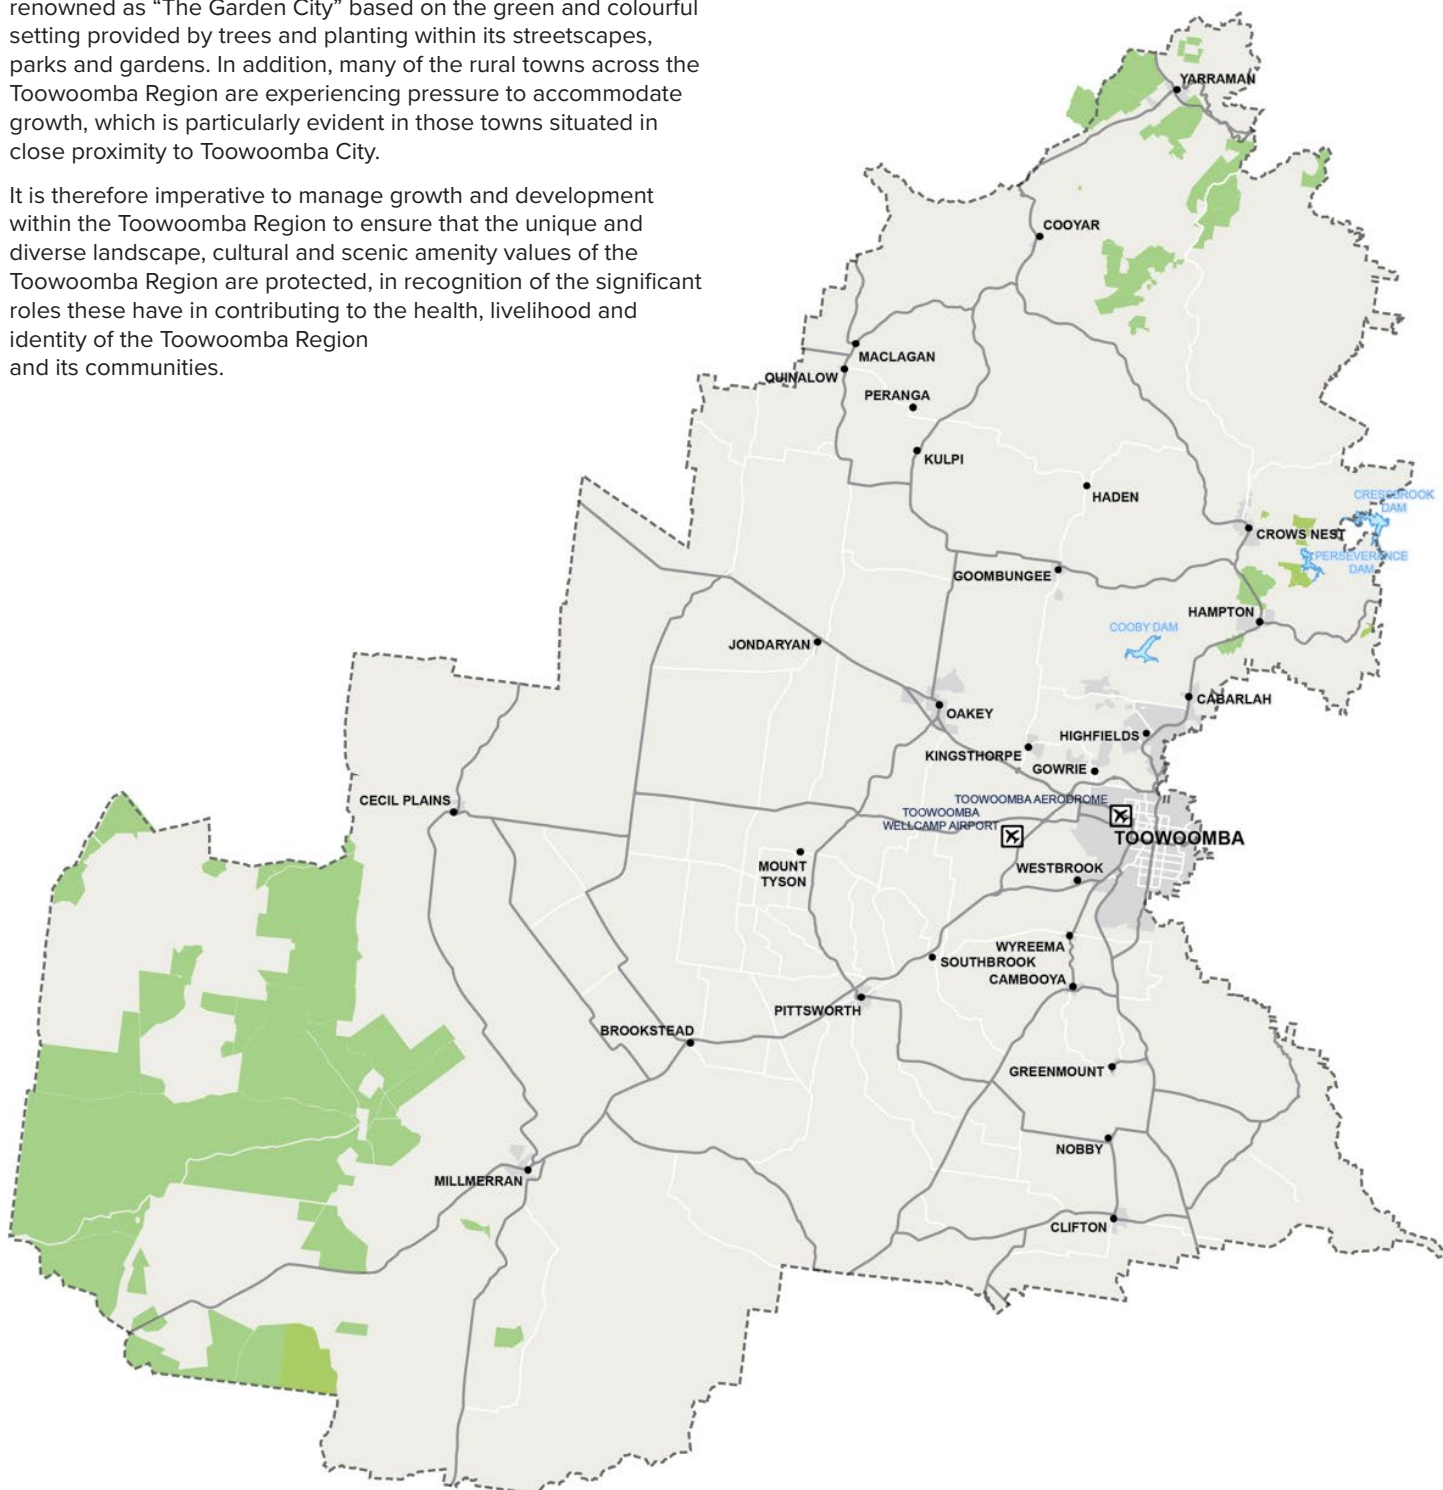 renowned as “The Garden City” based on the green and colourful
setting provided by trees and planting within its streetscapes,
parks and gardens. In addition, many of the rural towns across the
Toowoomba Region are experiencing pressure to accommodate
growth, which is particularly evident in those towns situated in
close proximity to Toowoomba City.
It is therefore imperative to manage growth and development
within the Toowoomba Region to ensure that the unique and
diverse landscape, cultural and scenic amenity values of the
Toowoomba Region are protected, in recognition of the significant
roles these have in contributing to the health, livelihood and
identity of the Toowoomba Region
and its communities.
YARRAMAN
COOYAR
MACLAGAN
QUINALOW
PERANGA
KULPI
HADEN
CRESSBROOK
DAM
CROWS NEST
PERSEVERANCE
DAM
GOOMBUNGEE
HAMPTON
COOBY DAM
JONDARYAN
CABARLAH
OAKEY
HIGHFIELDS
KINGSTHORPE
GOWRIE
CECIL PLAINS
TOOWOOMBA AERODROME
TOOWOOMBA
WELLCAMP AIRPORT
TOOWOOMBA
MOUNT
TYSON
WESTBROOK
WYREEMA
SOUTHBROOK
CAMBOOYA
PITTSWORTH
BROOKSTEAD
GREENMOUNT
NOBBY
MILLMERRAN
CLIFTON